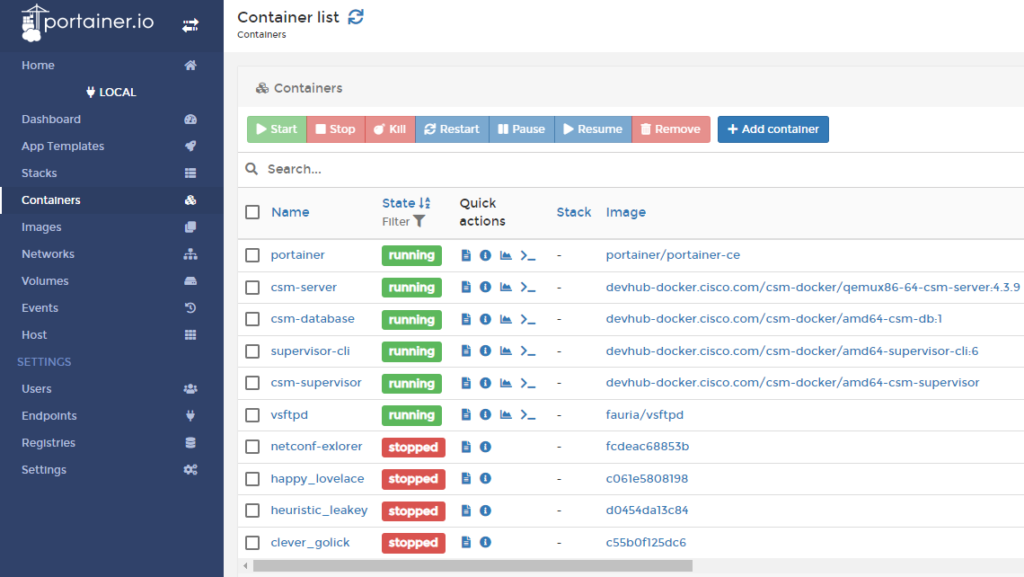 portainer.io
Home
LOCAL
Dashboard
App Templates
Stacks
Containers
Images
Networks
Volumes
Events
Host
SETTINGS
Users
Endpoints
Registries
Settings
Container list
Containers
Containers
Start Stop Kill Restart Pause Resume Remove + Add container
Search...
Name State Filter Quick actions Stack Image
portainer running - portainer/portainer-ce
csm-server running - devhub-docker.cisco.com/csm-docker/qemux86-64-csm-server:4.3.9
csm-database running - devhub-docker.cisco.com/csm-docker/amd64-csm-db:1
supervisor-cli running - devhub-docker.cisco.com/csm-docker/amd64-supervisor-cli:6
csm-supervisor running - devhub-docker.cisco.com/csm-docker/amd64-csm-supervisor
vsftpd running - fauria/vsftpd
netconf-exlorer stopped - fcdeac68853b
happy_lovelace stopped - c061e5808198
heuristic_leakey stopped - d0454da13c84
clever_golick stopped - c55b0f125dc6